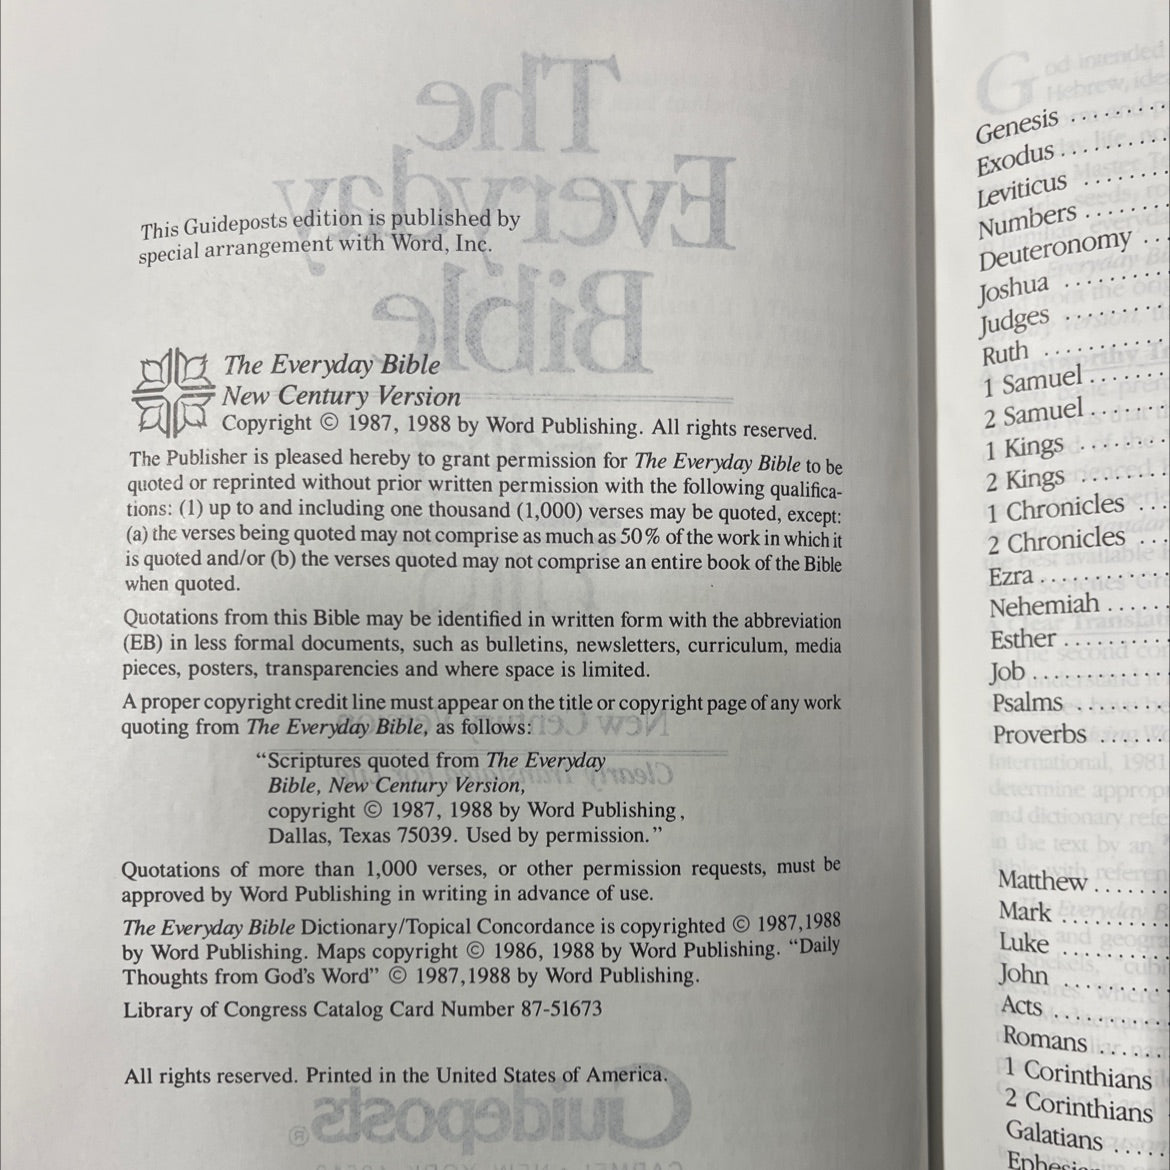 This Guideposts edition is published by
special arrangement with Word, Inc.
The Everyday Bible
New Century Version
Copyright © 1987, 1988 by Word Publishing. All rights reserved.
The Publisher is pleased hereby to grant permission for The Everyday Bible to be
quoted or reprinted without prior written permission with the following qualifica-
tions: (1) up to and including one thousand (1,000) verses may be quoted, except:
(a) the verses being quoted may not comprise as much as 50% of the work in which it
is quoted and/or (b) the verses quoted may not comprise an entire book of the Bible
when quoted.
Quotations from this Bible may be identified in written form with the abbreviation
(EB) in less formal documents, such as bulletins, newsletters, curriculum, media
pieces, posters, transparencies and where space is limited.
A proper copyright credit line must appear on the title or copyright page of any work
quoting from The Everyday Bible, as follows:
"Scriptures quoted from The Everyday
Bible, New Century Version,
copyright © 1987, 1988 by Word Publishing,
Dallas, Texas 75039. Used by permission."
Quotations of more than 1,000 verses, or other permission requests, must be
approved by Word Publishing in writing in advance of use.
The Everyday Bible Dictionary/Topical Concordance is copyrighted © 1987,1988
by Word Publishing. Maps copyright © 1986, 1988 by Word Publishing. "Daily
Thoughts from God's Word" © 1987,1988 by Word Publishing.
Library of Congress Catalog Card Number 87-51673
All rights reserved. Printed in the United States of America.
The
Everyday
Bible
New Century Version
Guideposts®
Genesis ..........
Exodus ..........
Leviticus ........
Numbers ........
Deuteronomy ...
Joshua ..........
Judges ..........
Ruth ............
1 Samuel ........
2 Samuel ........
1 Kings .........
2 Kings .........
1 Chronicles ...
2 Chronicles ...
Ezra ............
Nehemiah ......
Esther ..........
Job .............
Psalms ..........
Proverbs .......
Matthew ........
Mark ...........
Luke ............
John ............
Acts ............
Romans .......
1 Corinthians
2 Corinthians
Galatians .....